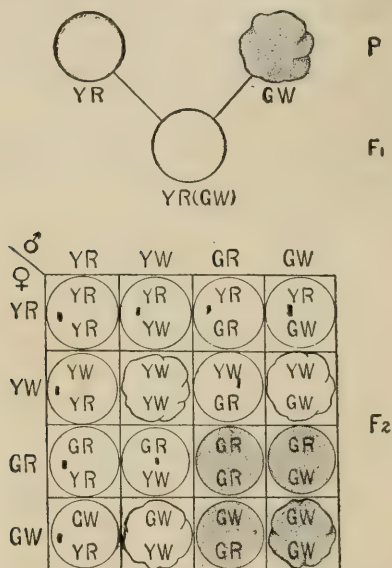 P
YR GW
F1
YR(GW)
♂ YR YW GR GW
♀
YR YR YR YR
YR YR YW GR GW
YW YW YW YW
YW YR YW GR GW
F2
GR GR GR GR
GR YR YW GR GW
GW GW GW GW
GW YR YW GR GW